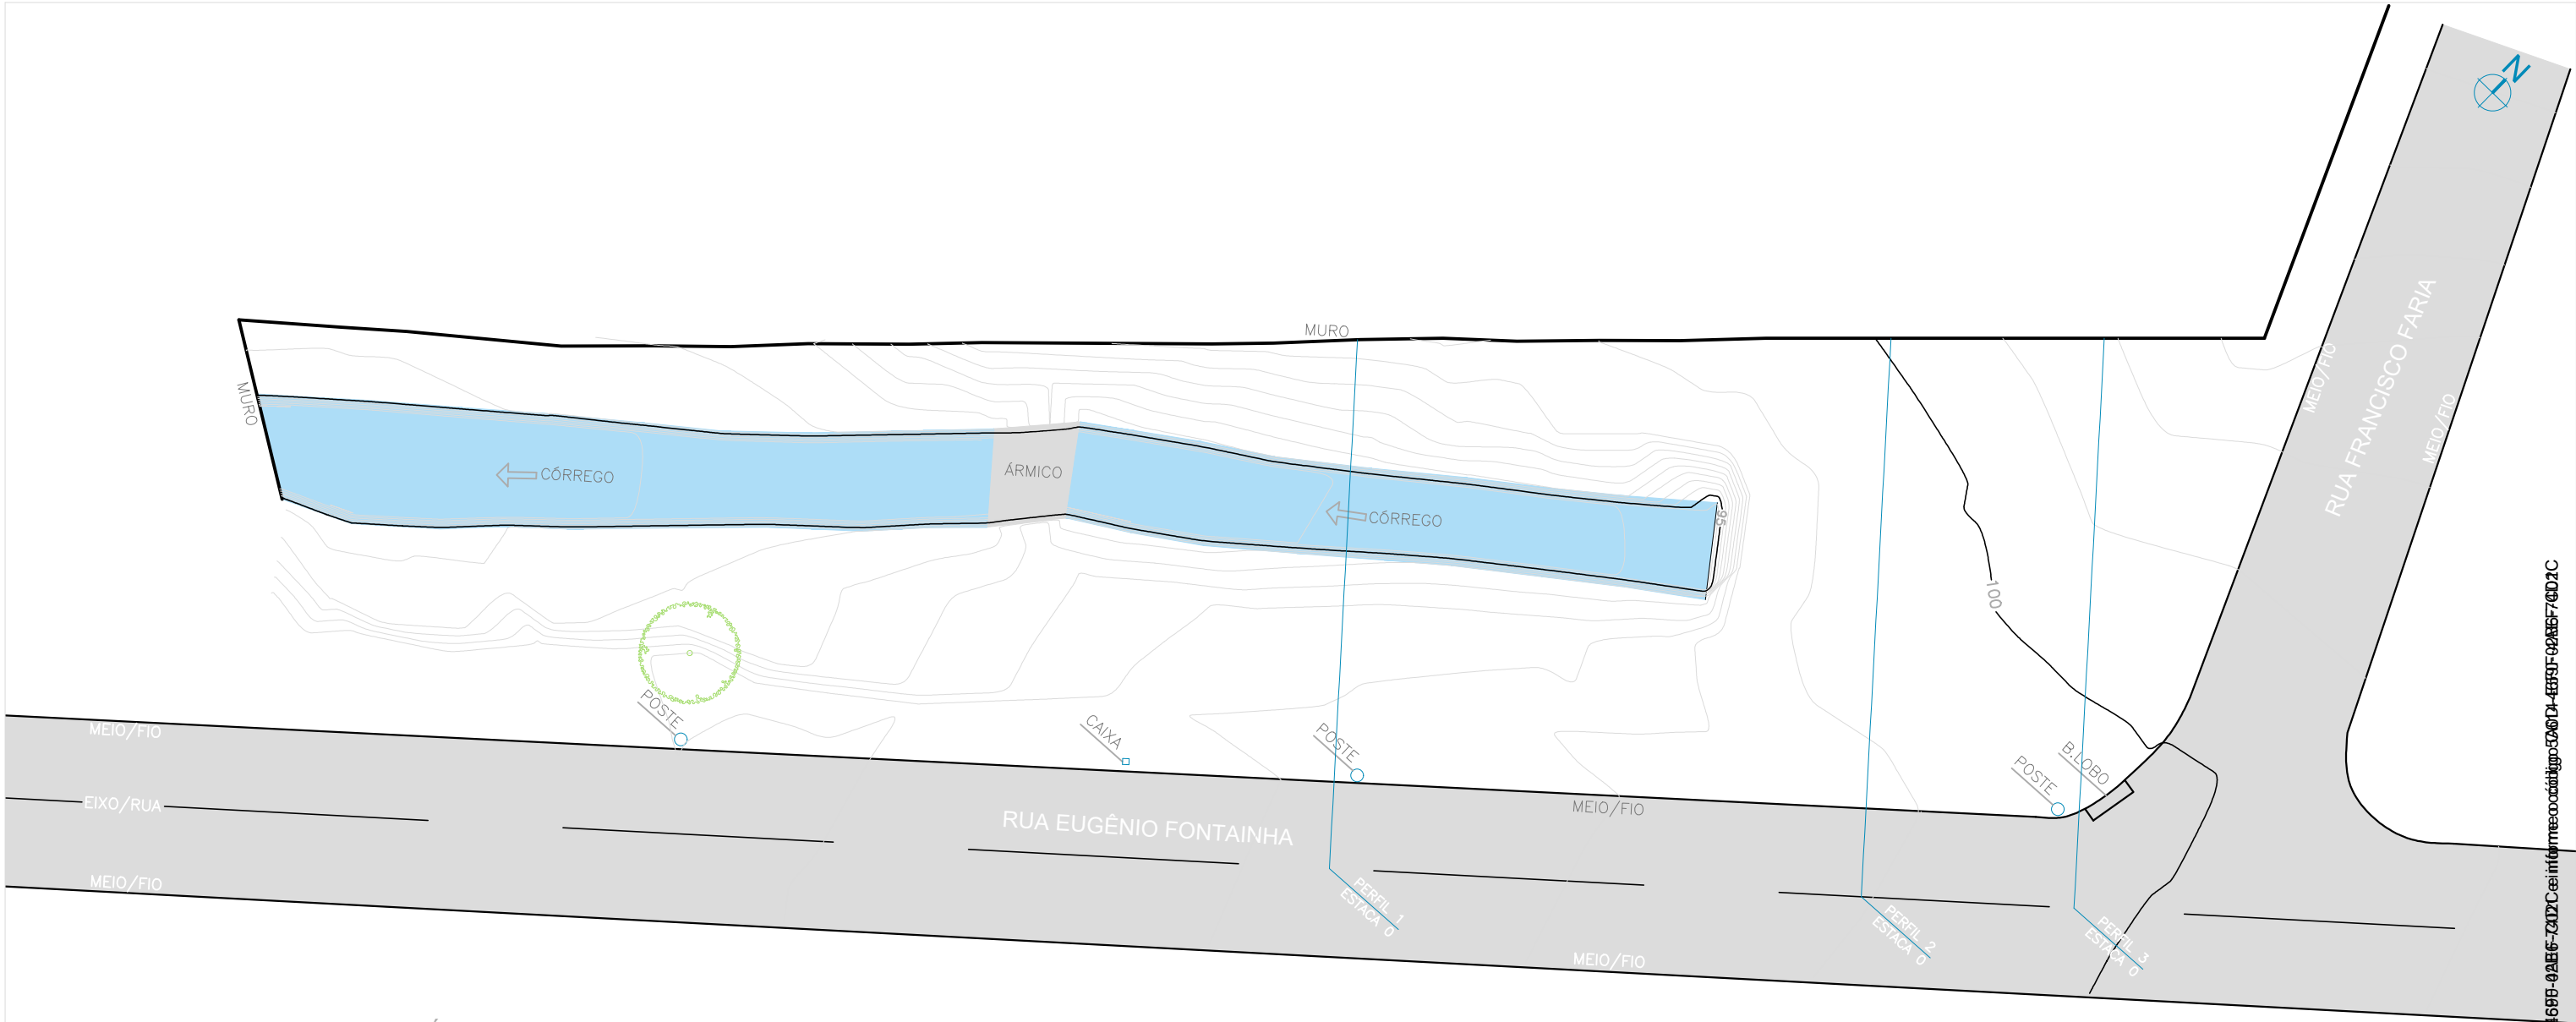 N
MURO
MURO
CÓRREGO
ÁRMICO
CÓRREGO
95
100
RUA FRANCISCO FARIA
MEIO/FIO
MEIO/FIO
POSTE
CAIXA
POSTE
POSTE
B.LOBO
MEIO/FIO
EIXO/RUA
MEIO/FIO
RUA EUGÊNIO FONTAINHA
MEIO/FIO
MEIO/FIO
PERFIL 1
ESTACA 0
PERFIL 2
ESTACA 0
PERFIL 3
ESTACA 0